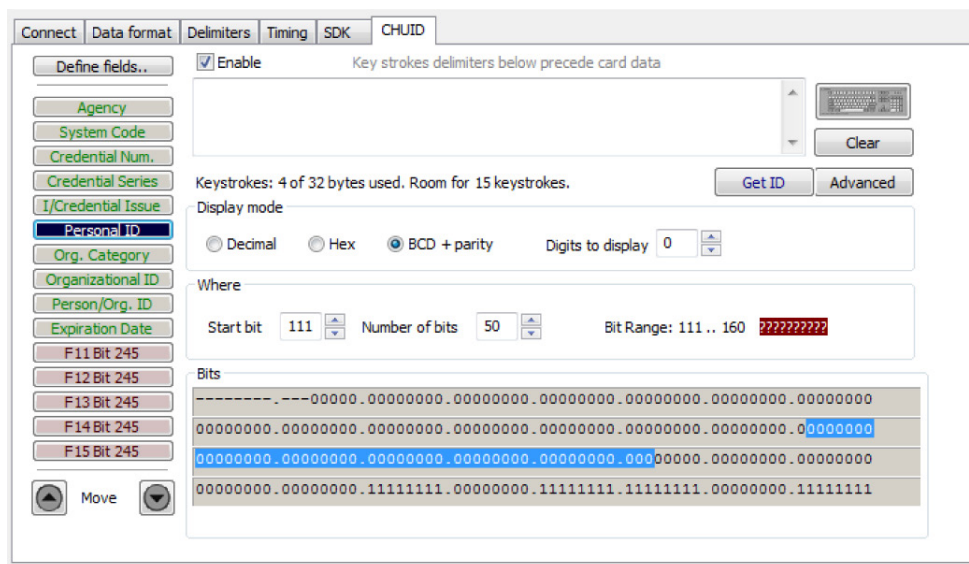 Connect Data format Delimiters Timing SDK CHUID
Define fields.. Enable Key strokes delimiters below precede card data
Agency
System Code
Credential Num. Clear
Credential Series Keystrokes: 4 of 32 bytes used. Room for 15 keystrokes. Get ID Advanced
I/Credential Issue Display mode
Personal ID
Org. Category Decimal Hex BCD + parity Digits to display 0
Organizational ID Where
Person/Org. ID
Expiration Date Start bit 111 Number of bits 50 Bit Range: 111 .. 160 ??????????
F11 Bit 245
F12 Bit 245 Bits
F13 Bit 245 --------.---00000.00000000.00000000.00000000.00000000.00000000.00000000
F14 Bit 245 00000000.00000000.00000000.00000000.00000000.00000000.00000000.00000000
F15 Bit 245 00000000.00000000.00000000.00000000.00000000.00000000.00000000.00000000
Move 00000000.00000000.11111111.00000000.11111111.11111111.00000000.11111111